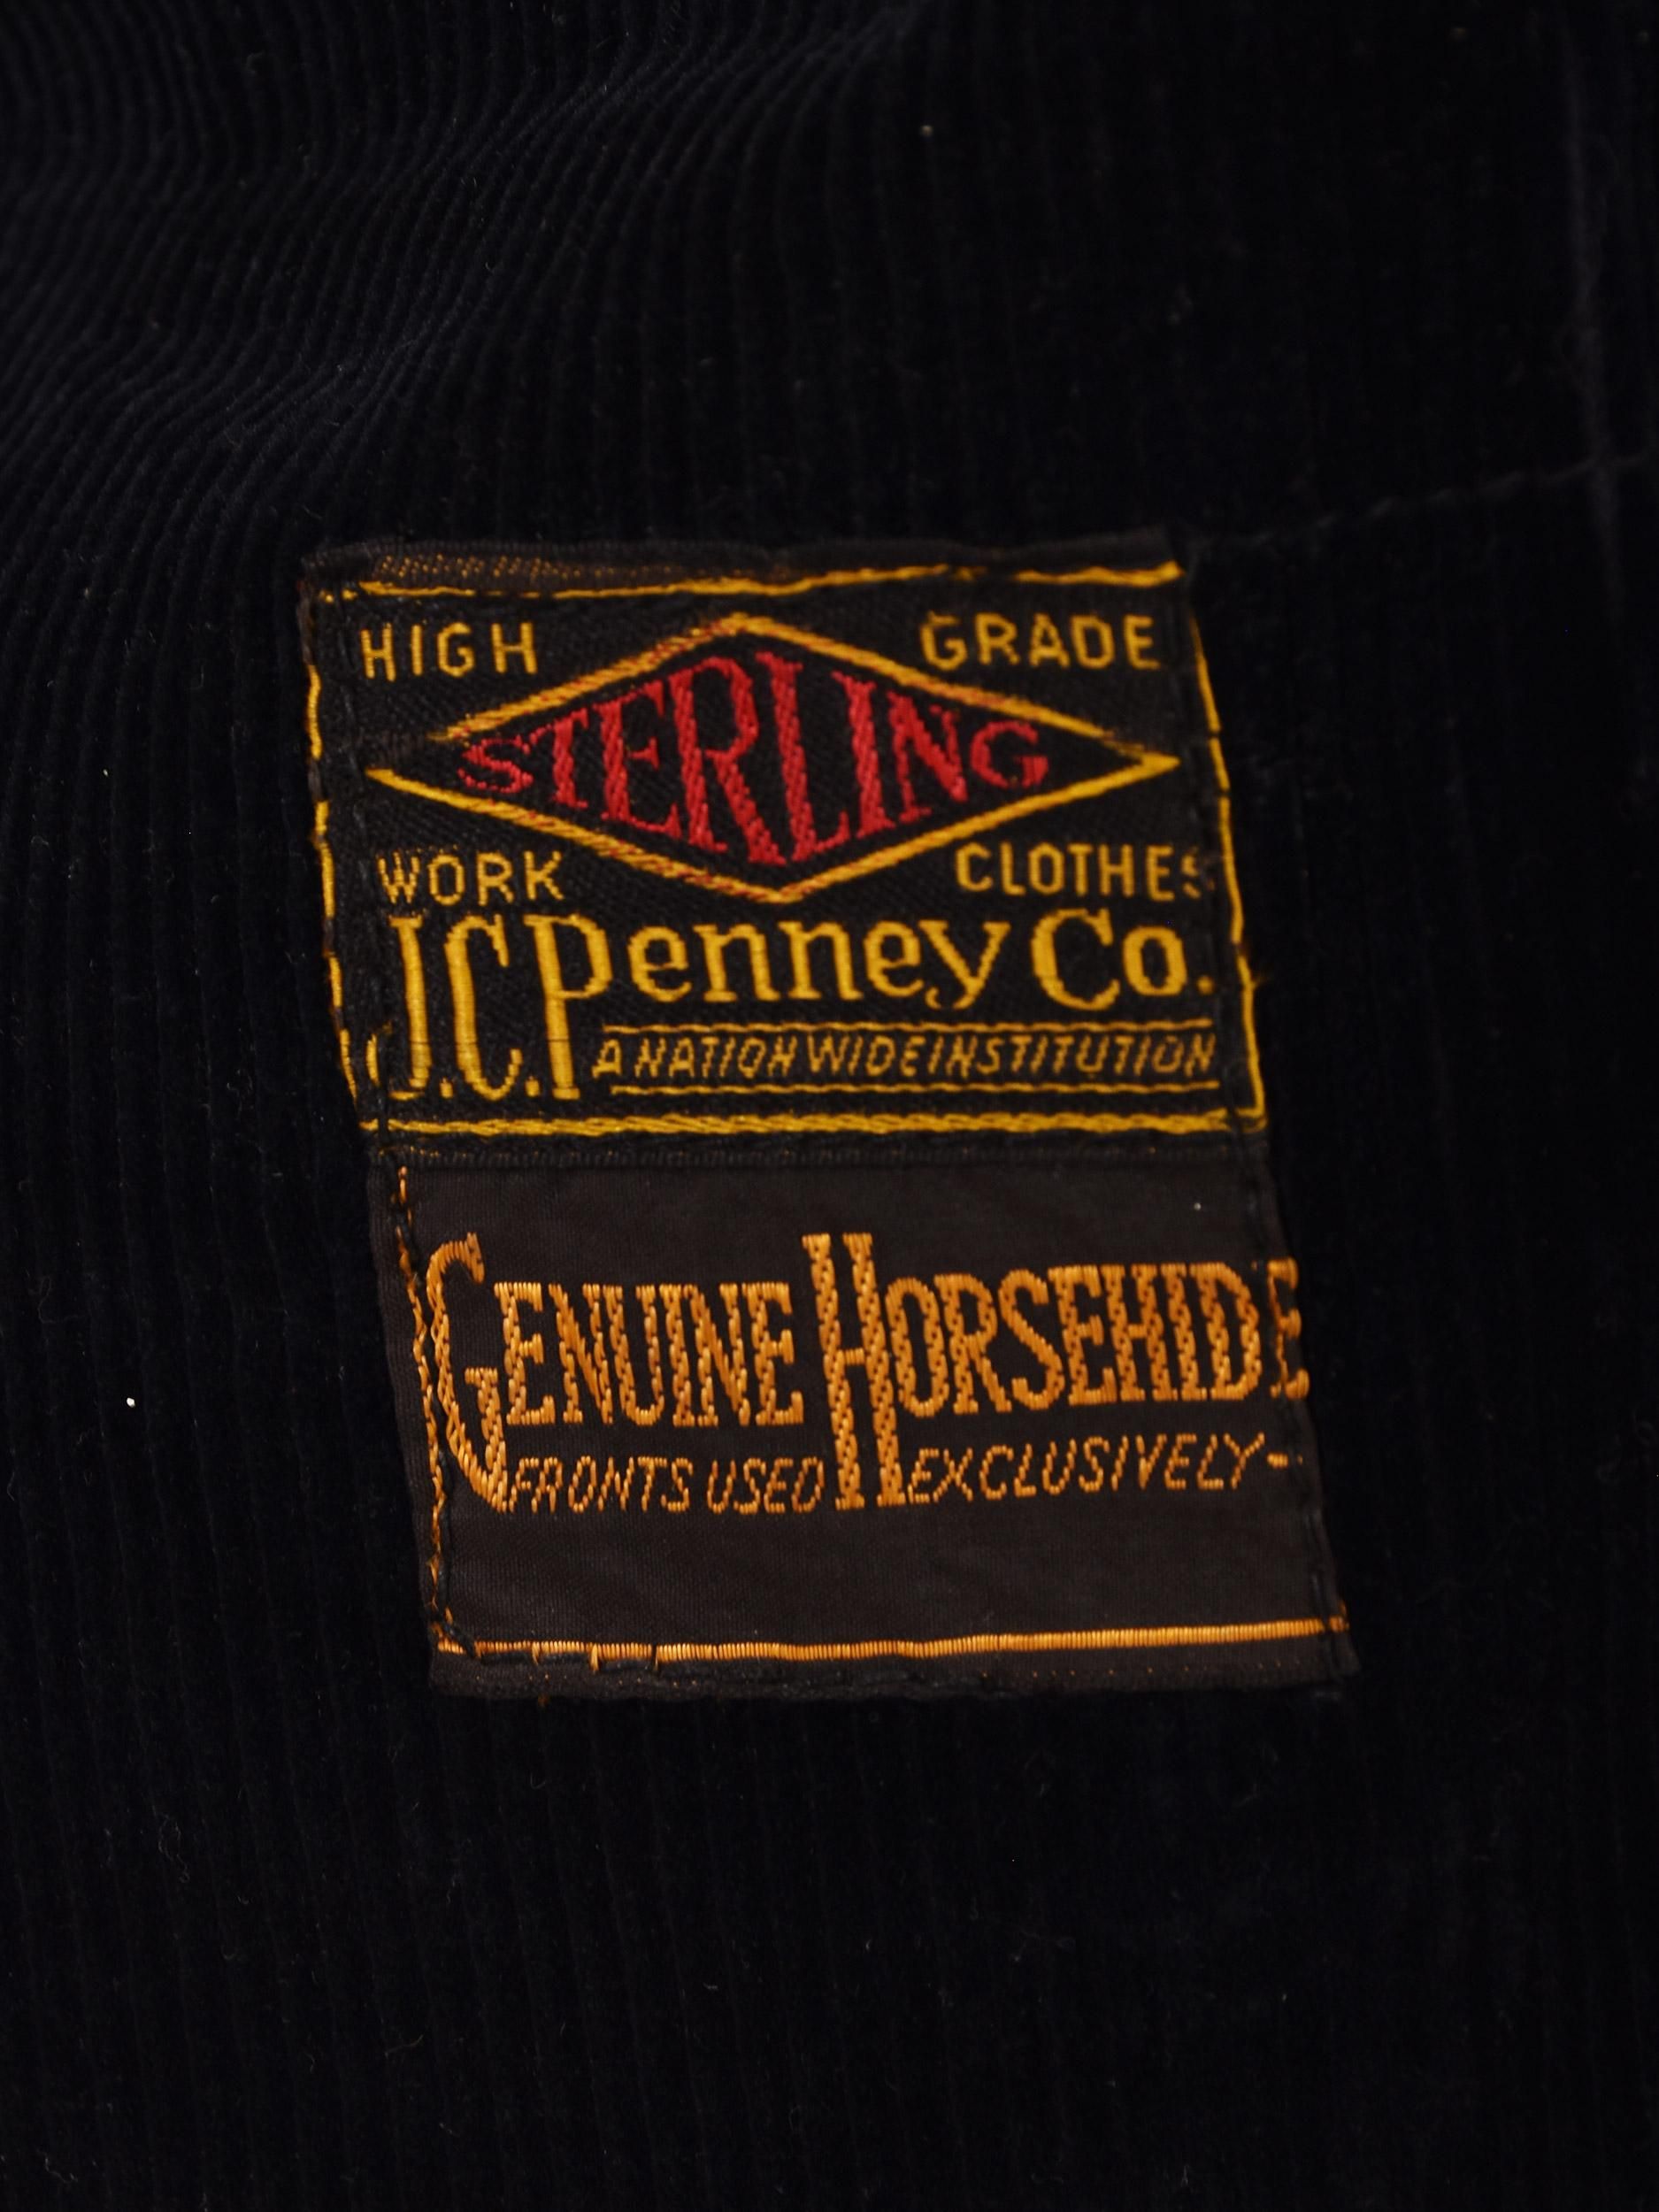 HIGH GRADE
STERLING
WORK CLOTHES
J.C.Penney Co.
A NATION WIDE INSTITUTION
GENUINE HORSEHIDE
FRONTS USED EXCLUSIVELY-